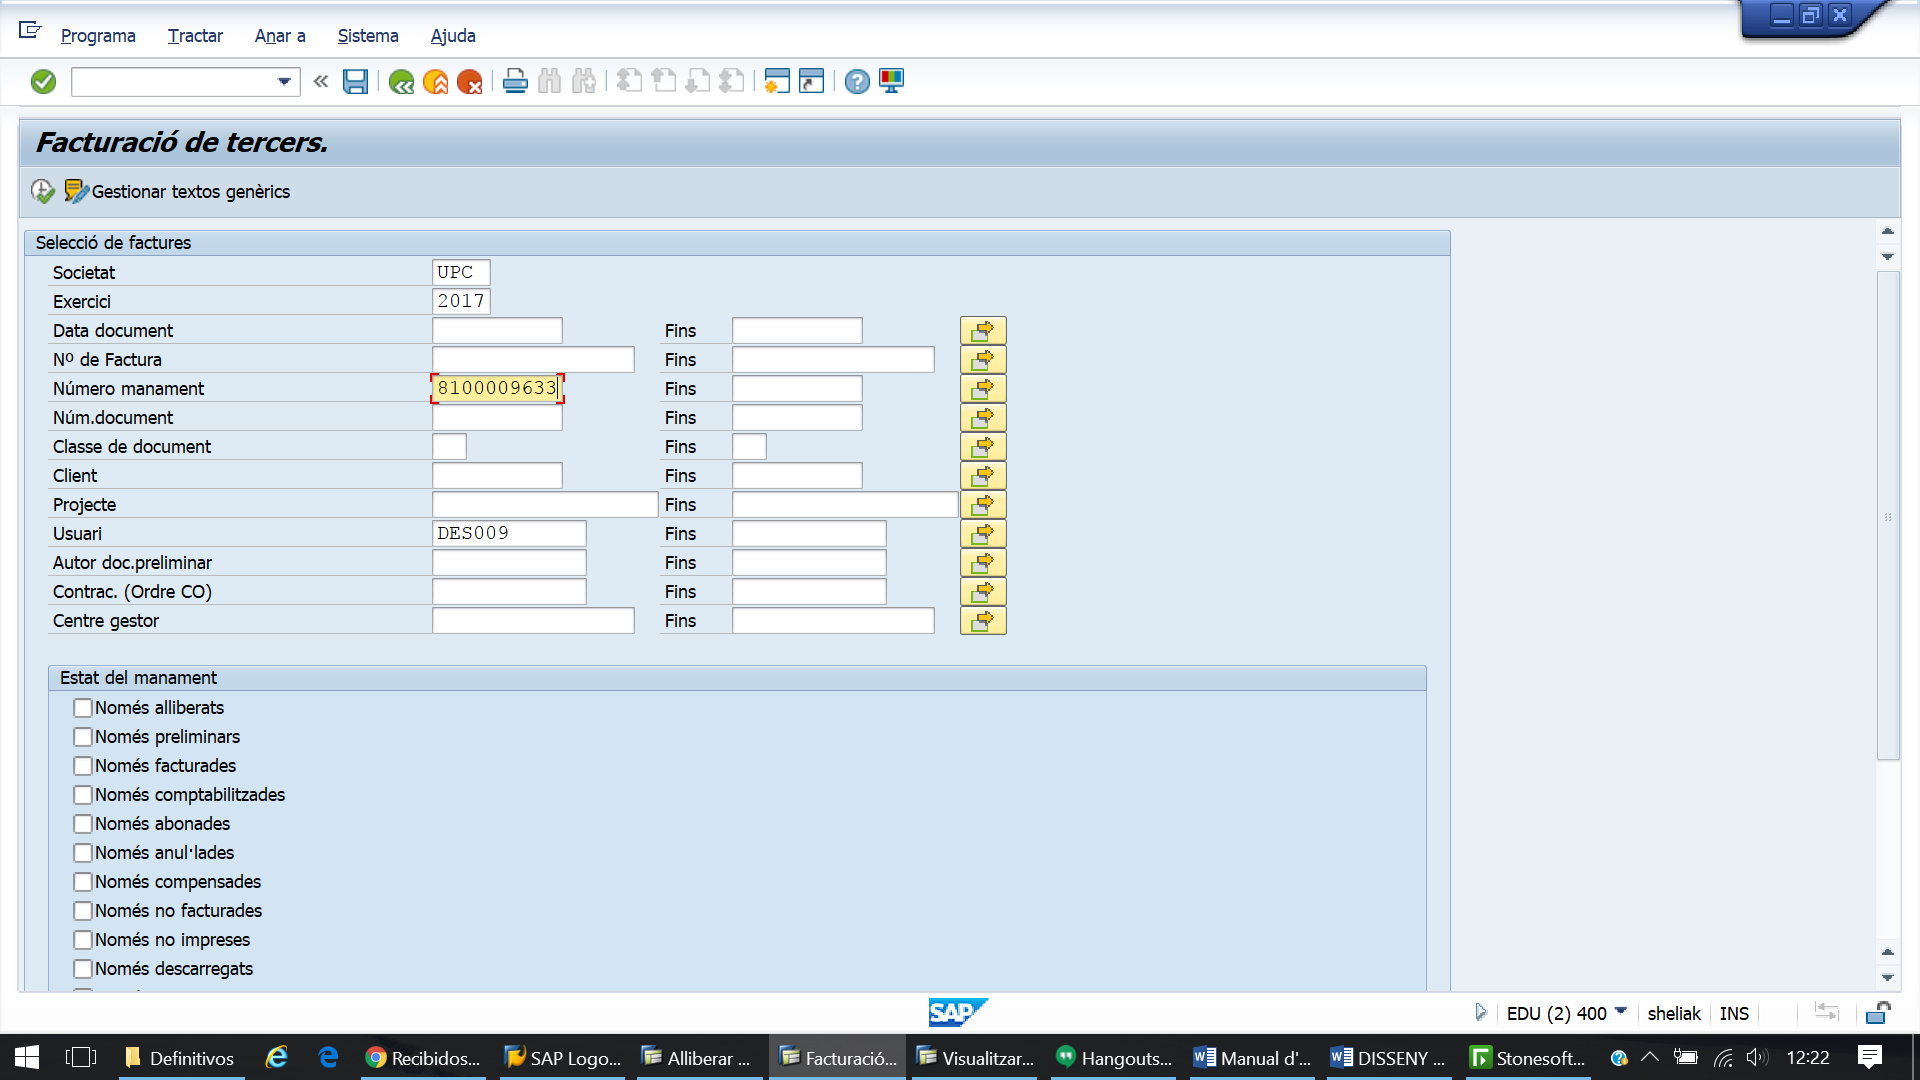 Programa Tractar Anar a Sistema Ajuda
Facturació de tercers.
Gestionar textos genèrics
Selecció de factures
Societat UPC
Exercici 2017
Data document Fins
Nº de Factura Fins
Número manament 8100009633 Fins
Núm.document Fins
Classe de document Fins
Client Fins
Projecte Fins
Usuari DES009 Fins
Autor doc.preliminar Fins
Contrac. (Ordre CO) Fins
Centre gestor Fins
Estat del manament
Només alliberats
Només preliminars
Només facturades
Només comptabilitzades
Només abonades
Només anul·lades
Només compensades
Només no facturades
Només no impreses
Només descarregats
SAP EDU (2) 400 sheliak INS
Definitivos Recibidos... SAP Logo... Alliberar ... Facturació... Visualitzar... Hangouts... Manual d'... DISSENY ... Stonesoft... 12:22